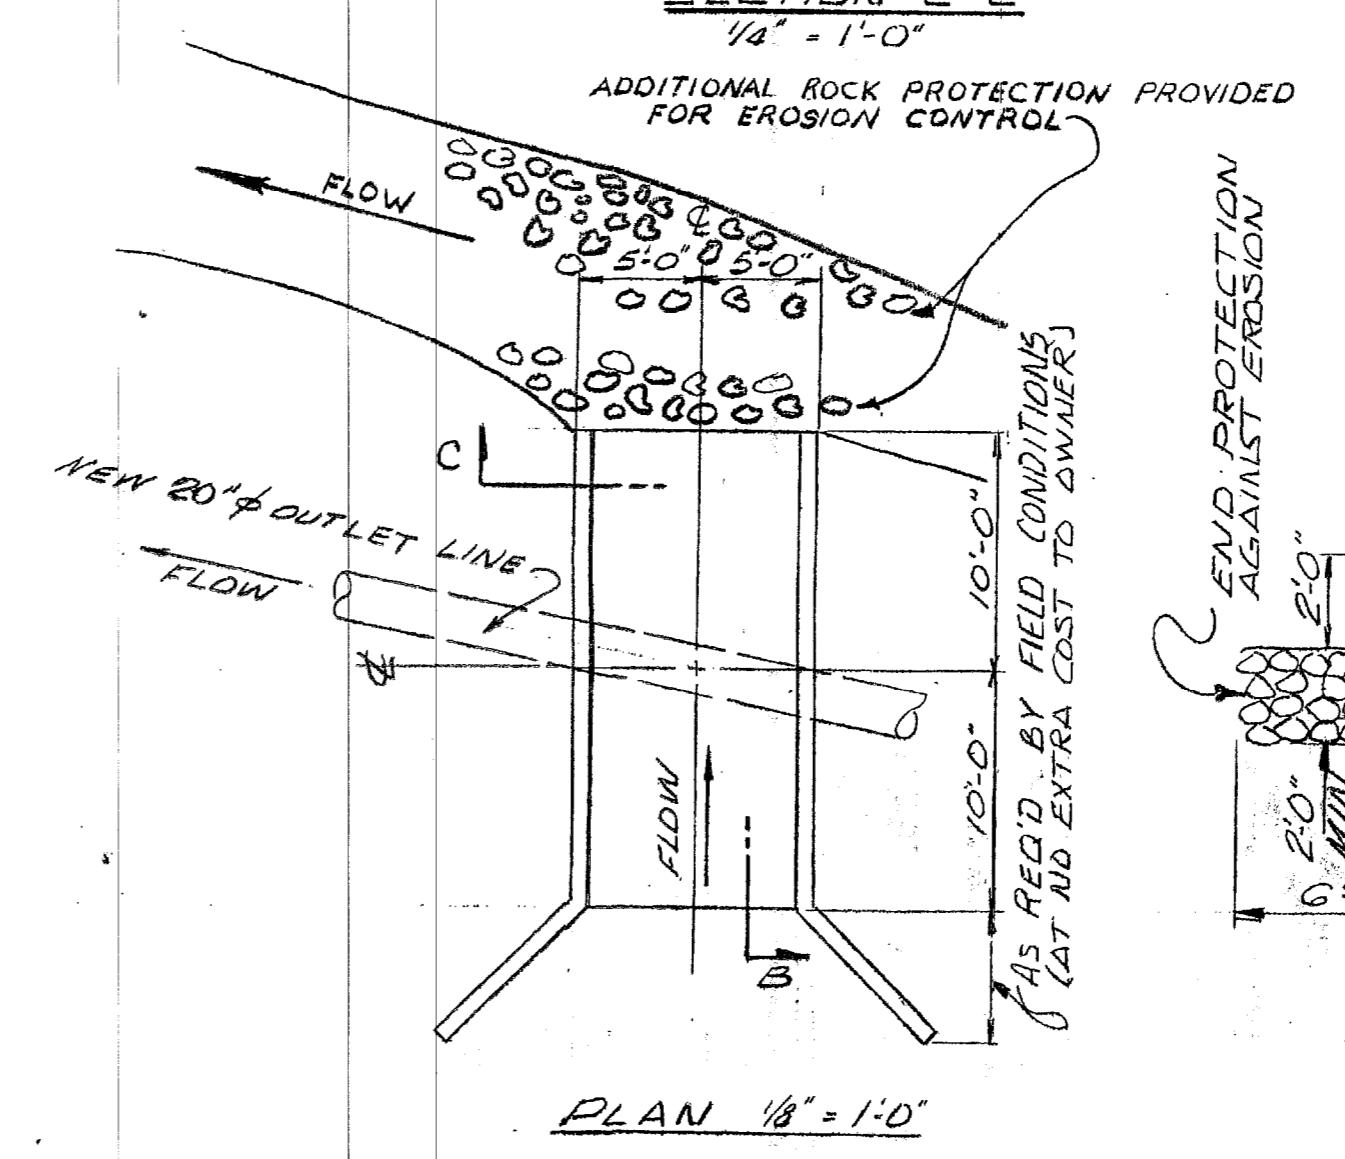 1/4" = 1'-0"
ADDITIONAL ROCK PROTECTION PROVIDED
FOR EROSION CONTROL
FLOW
℄
5'-0" 5'-0"
C
NEW 20"⌀ OUTLET LINE
FLOW
10'-0"
10'-0"
AS REQ'D BY FIELD CONDITIONS
(AT NO EXTRA COST TO OWNER)
FLOW
B
PLAN 1/8" = 1'-0"
END PROTECTION
AGAINST EROSION
2'-0"
2'-0"
MIN
6